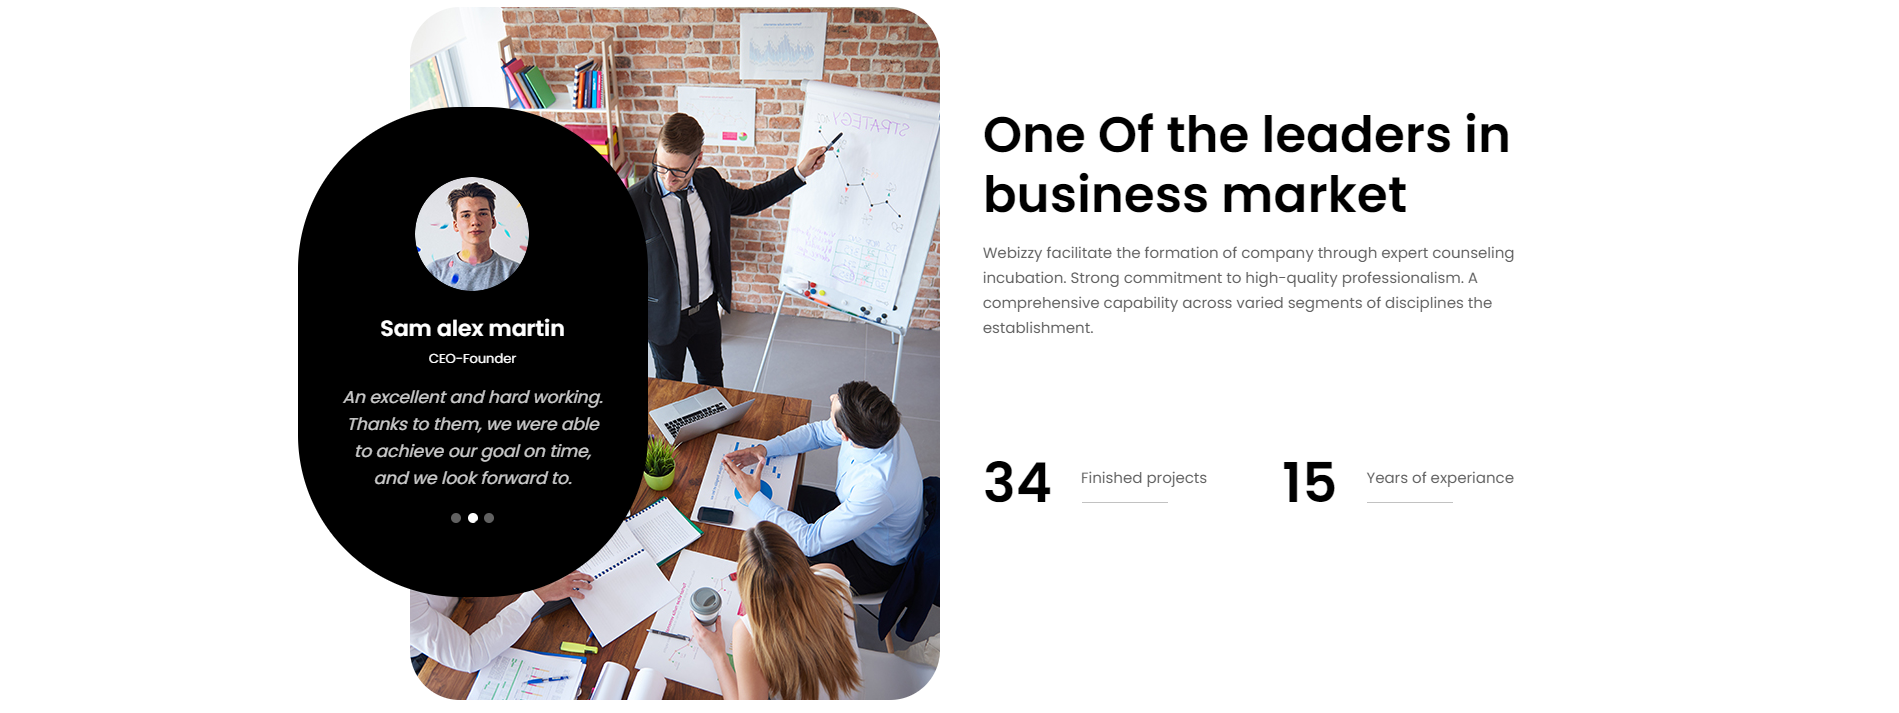 Sam alex martin
CEO-Founder
An excellent and hard working.
Thanks to them, we were able
to achieve our goal on time,
and we look forward to.
One Of the leaders in
business market
Webizzy facilitate the formation of company through expert counseling
incubation. Strong commitment to high-quality professionalism. A
comprehensive capability across varied segments of disciplines the
establishment.
34
Finished projects
15
Years of experiance
STRATEGY